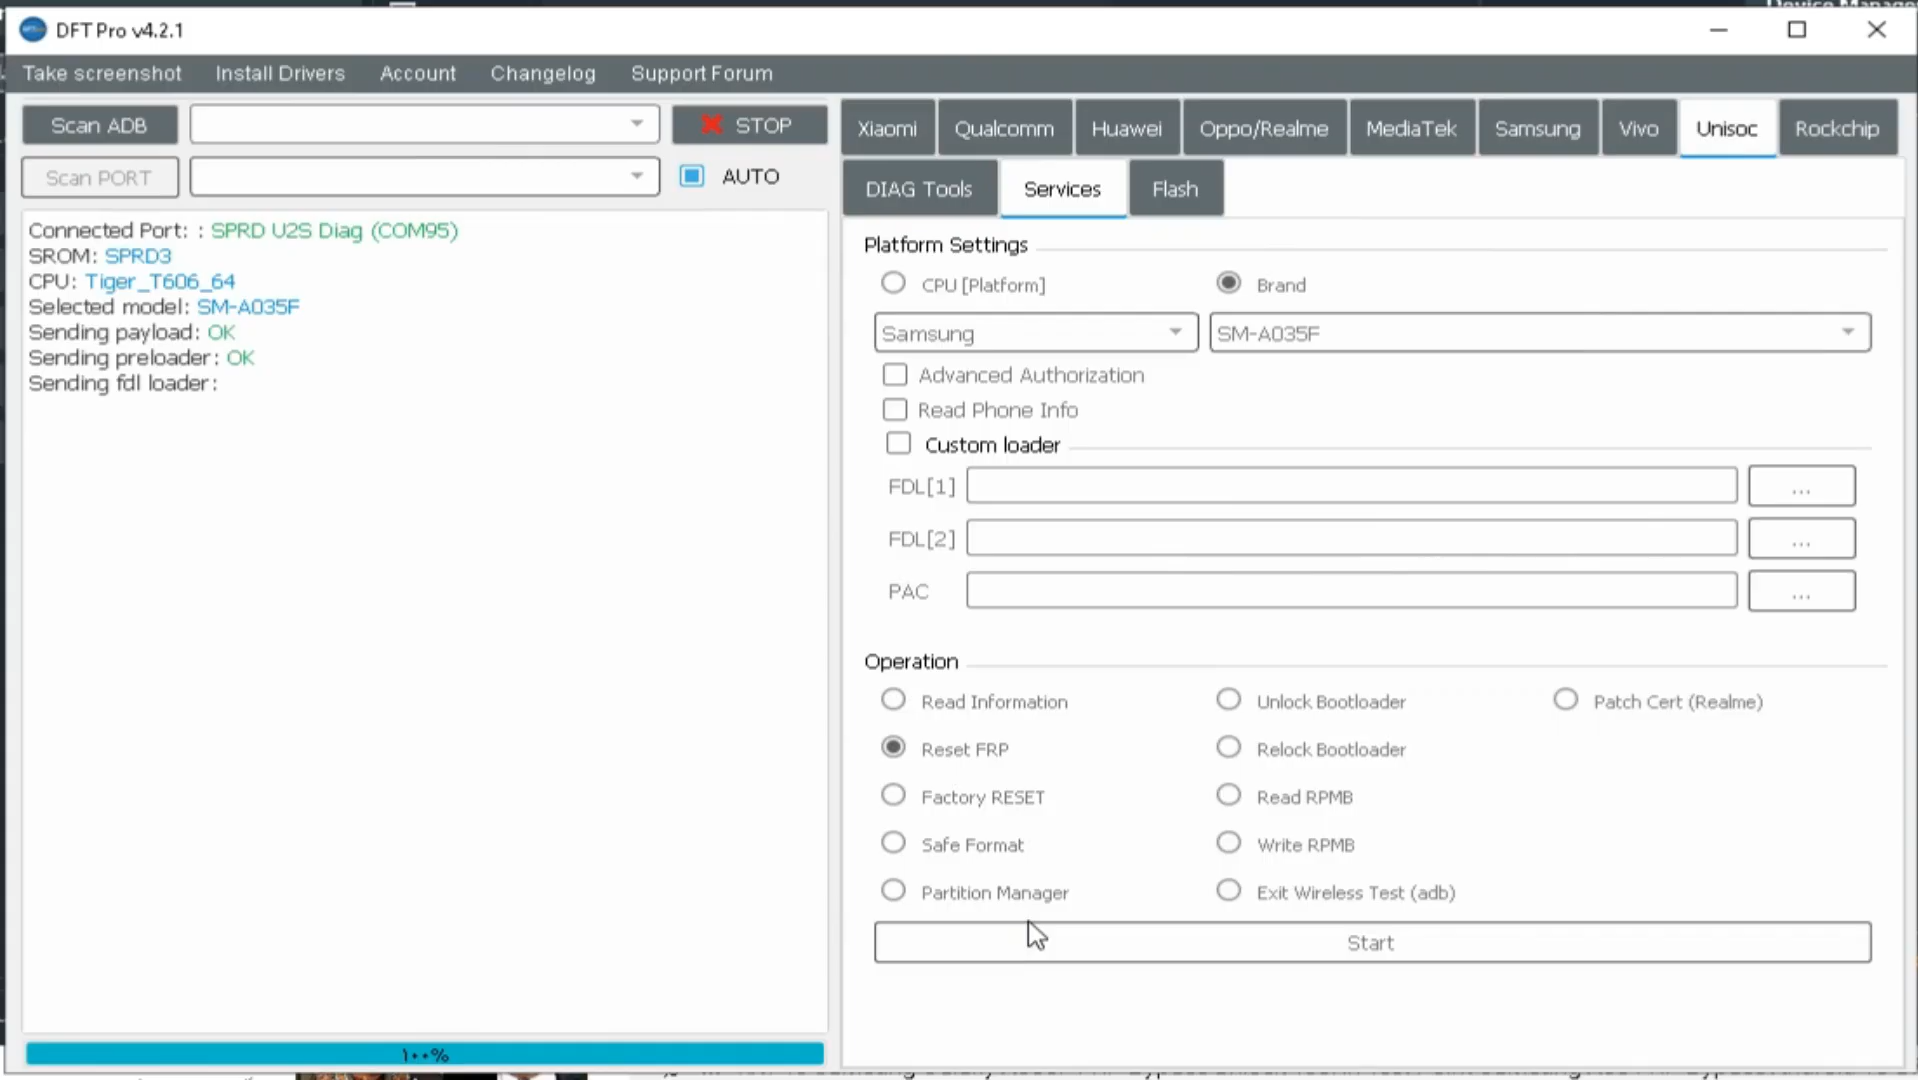 Device Manager
DFT Pro v4.2.1
Take screenshot Install Drivers Account Changelog Support Forum
Scan ADB STOP
Scan PORT AUTO
Connected Port: : SPRD U2S Diag (COM95)
SROM: SPRD3
CPU: Tiger_T606_64
Selected model: SM-A035F
Sending payload: OK
Sending preloader: OK
Sending fdl loader:
١٠٠%
Xiaomi Qualcomm Huawei Oppo/Realme MediaTek Samsung Vivo Unisoc Rockchip
DIAG Tools Services Flash
Platform Settings
CPU [Platform] Brand
Samsung SM-A035F
Advanced Authorization
Read Phone Info
Custom loader
FDL[1] ...
FDL[2] ...
PAC ...
Operation
Read Information Unlock Bootloader Patch Cert (Realme)
Reset FRP Relock Bootloader
Factory RESET Read RPMB
Safe Format Write RPMB
Partition Manager Exit Wireless Test (adb)
Start